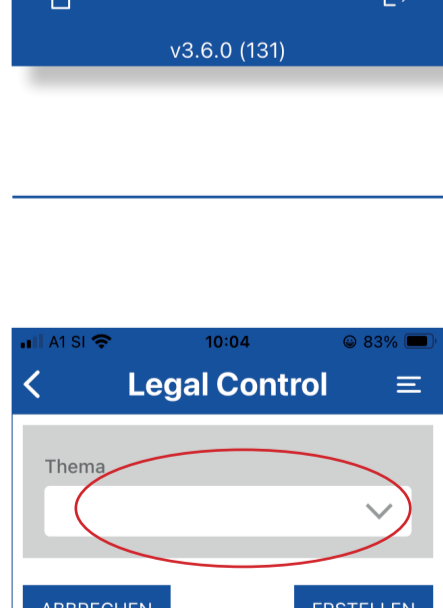 v3.6.0 (131)
A1 SI 10:04 83%
Legal Control
Thema
ABBRECHEN ERSTELLEN